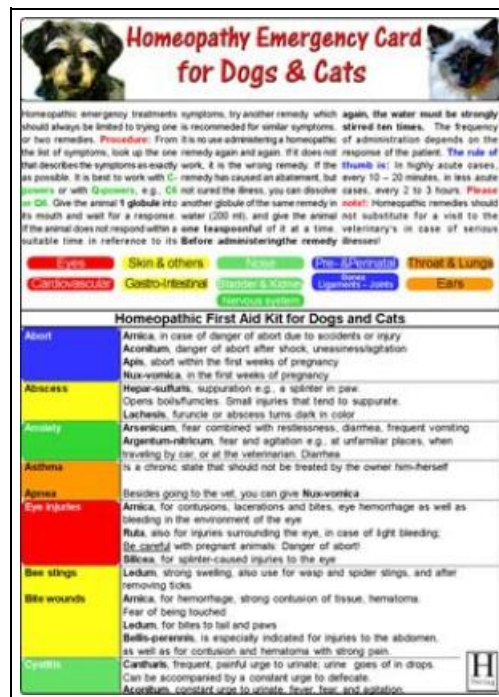 Homeopathy Emergency Card
for Dogs & Cats
Homeopathic emergency treatments
should always be limited to trying one
or two remedies. Procedure: From
the list of symptoms, look up the one
that describes the symptoms as exactly
as possible. It is best to work with C-
powers or with Q-powers, e.g., C6
or Q6. Give the animal 1 globule into
its mouth and wait for a response.
If the animal does not respond within a
suitable time in reference to its
symptoms, try another remedy which
is recommeded for similar symptoms.
It is no use administering a homeopathic
remedy again and again. If it does not
work, it is the wrong remedy. If the
remedy has caused an abatement, but
not cured the illness, you can dissolve
another globule of the same remedy in
water (200 ml), and give the animal
one teaspoonful of it at a time.
Before administeringthe remedy
again, the water must be strongly
stirred ten times. The frequency
of administration depends on the
response of the patient. The rule of
thumb is: In highly acute cases,
every 10 – 20 minutes, in less acute
cases, every 2 to 3 hours. Please
note!: Homeopathic remedies should
not substitute for a visit to the
veterinary's in case of serious
illnesses!
Eyes
Skin & others
Nose
Pre- &Perinatal
Throat & Lungs
Cardiovascular
Gastro-Intestinal
Bladder & Kidney
Bones
Ligaments - Joints
Ears
Nervous system
Homeopathic First Aid Kit for Dogs and Cats
Abort
Arnica, in case of danger of abort due to accidents or injury
Aconitum, danger of abort after shock, uneasiness/agitation
Apis, abort within the first weeks of pregnancy
Nux-vomica, in the first weeks of pregnancy
Abscess
Hepar-sulfuris, suppuration e.g., a splinter in paw.
Opens boils/furncles. Small injuries that tend to suppurate.
Lachesis, furuncle or abscess turns dark in color
Anxiety
Arsenicum, fear combined with restlessness, diarrhea, frequent vomiting
Argentum-nitricum, fear and agitation e.g., at unfamiliar places, when
traveling by car, or at the veterinarian. Diarrhea
Asthma
Is a chronic state that should not be treated by the owner him-/herself
Apnea
Besides going to the vet, you can give Nux-vomica
Eye injuries
Arnica, for contusions, lacerations and bites, eye hemorrhage as well as
bleeding in the environment of the eye
Ruta, also for injuries surrounding the eye, in case of light bleeding;
Be careful with pregnant animals: Danger of abort!
Silicea, for splinter-caused injuries to the eye
Bee stings
Ledum, strong swelling, also use for wasp and spider stings, and after
removing ticks
Bite wounds
Arnica, for hemorrhage, strong contusion of tissue, hematoma.
Fear of being touched
Ledum, for bites to tail and paws
Bellis-perennis, is especially indicated for injuries to the abdomen,
as well as for contusion and hematoma with strong pain.
Cystitis
Cantharis, frequent, painful urge to urinate; urine goes of in drops.
Can be accompanied by a constant urge to defecate.
Aconitum, constant urge to urinate, fever, fear, and agitation
H
Verlag